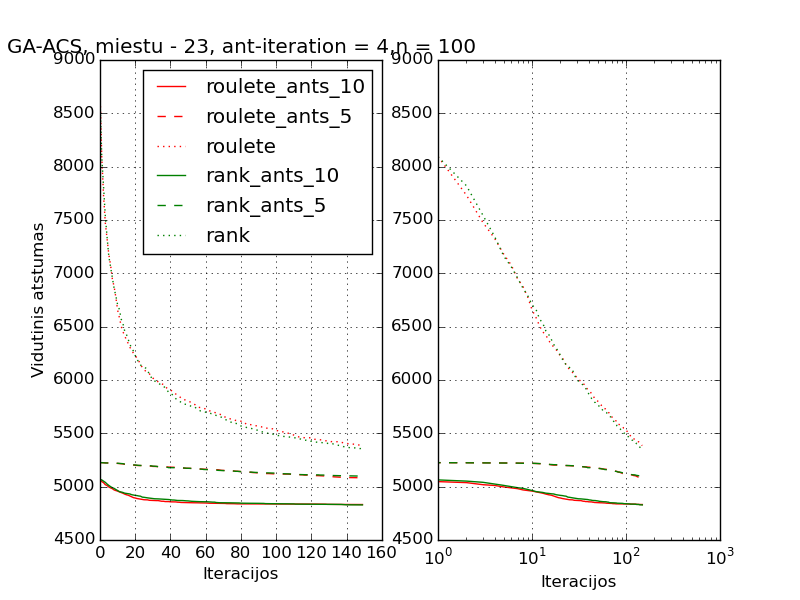 GA-ACS, miestu - 23, ant-iteration = 4,n = 100
9000
8500
8000
7500
7000
6500
6000
5500
5000
4500
Vidutinis atstumas
roulete_ants_10
roulete_ants_5
roulete
rank_ants_10
rank_ants_5
rank
0 20 40 60 80 100 120 140 160
Iteracijos
9000
8500
8000
7500
7000
6500
6000
5500
5000
4500
10^0 10^1 10^2 10^3
Iteracijos